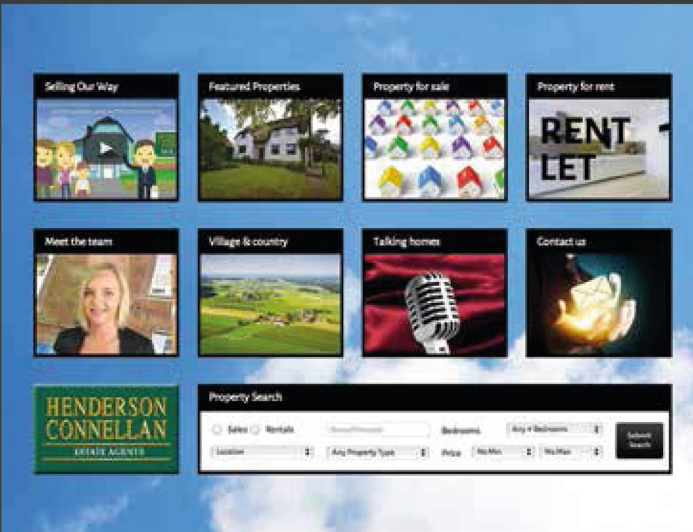 Selling Our Way
Featured Properties
Property for sale
Property for rent
RENT
LET
Meet the team
Village & country
Talking homes
Contact us
HENDERSON
CONNELLAN
ESTATE AGENTS
Property Search
Sales Rentals
Bedrooms Any # Bedrooms
Submit
Search
Location Any Property Type Price No Min No Max